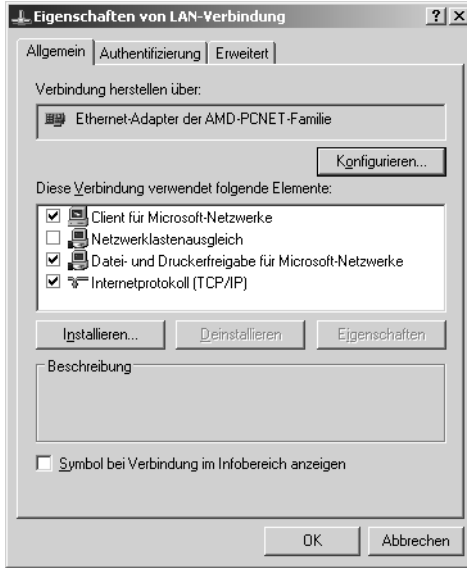 Eigenschaften von LAN-Verbindung
Allgemein Authentifizierung Erweitert
Verbindung herstellen über:
Ethernet-Adapter der AMD-PCNET-Familie
Konfigurieren...
Diese Verbindung verwendet folgende Elemente:
Client für Microsoft-Netzwerke
Netzwerklastenausgleich
Datei- und Druckerfreigabe für Microsoft-Netzwerke
Internetprotokoll (TCP/IP)
Installieren... Deinstallieren Eigenschaften
Beschreibung
Symbol bei Verbindung im Infobereich anzeigen
OK Abbrechen